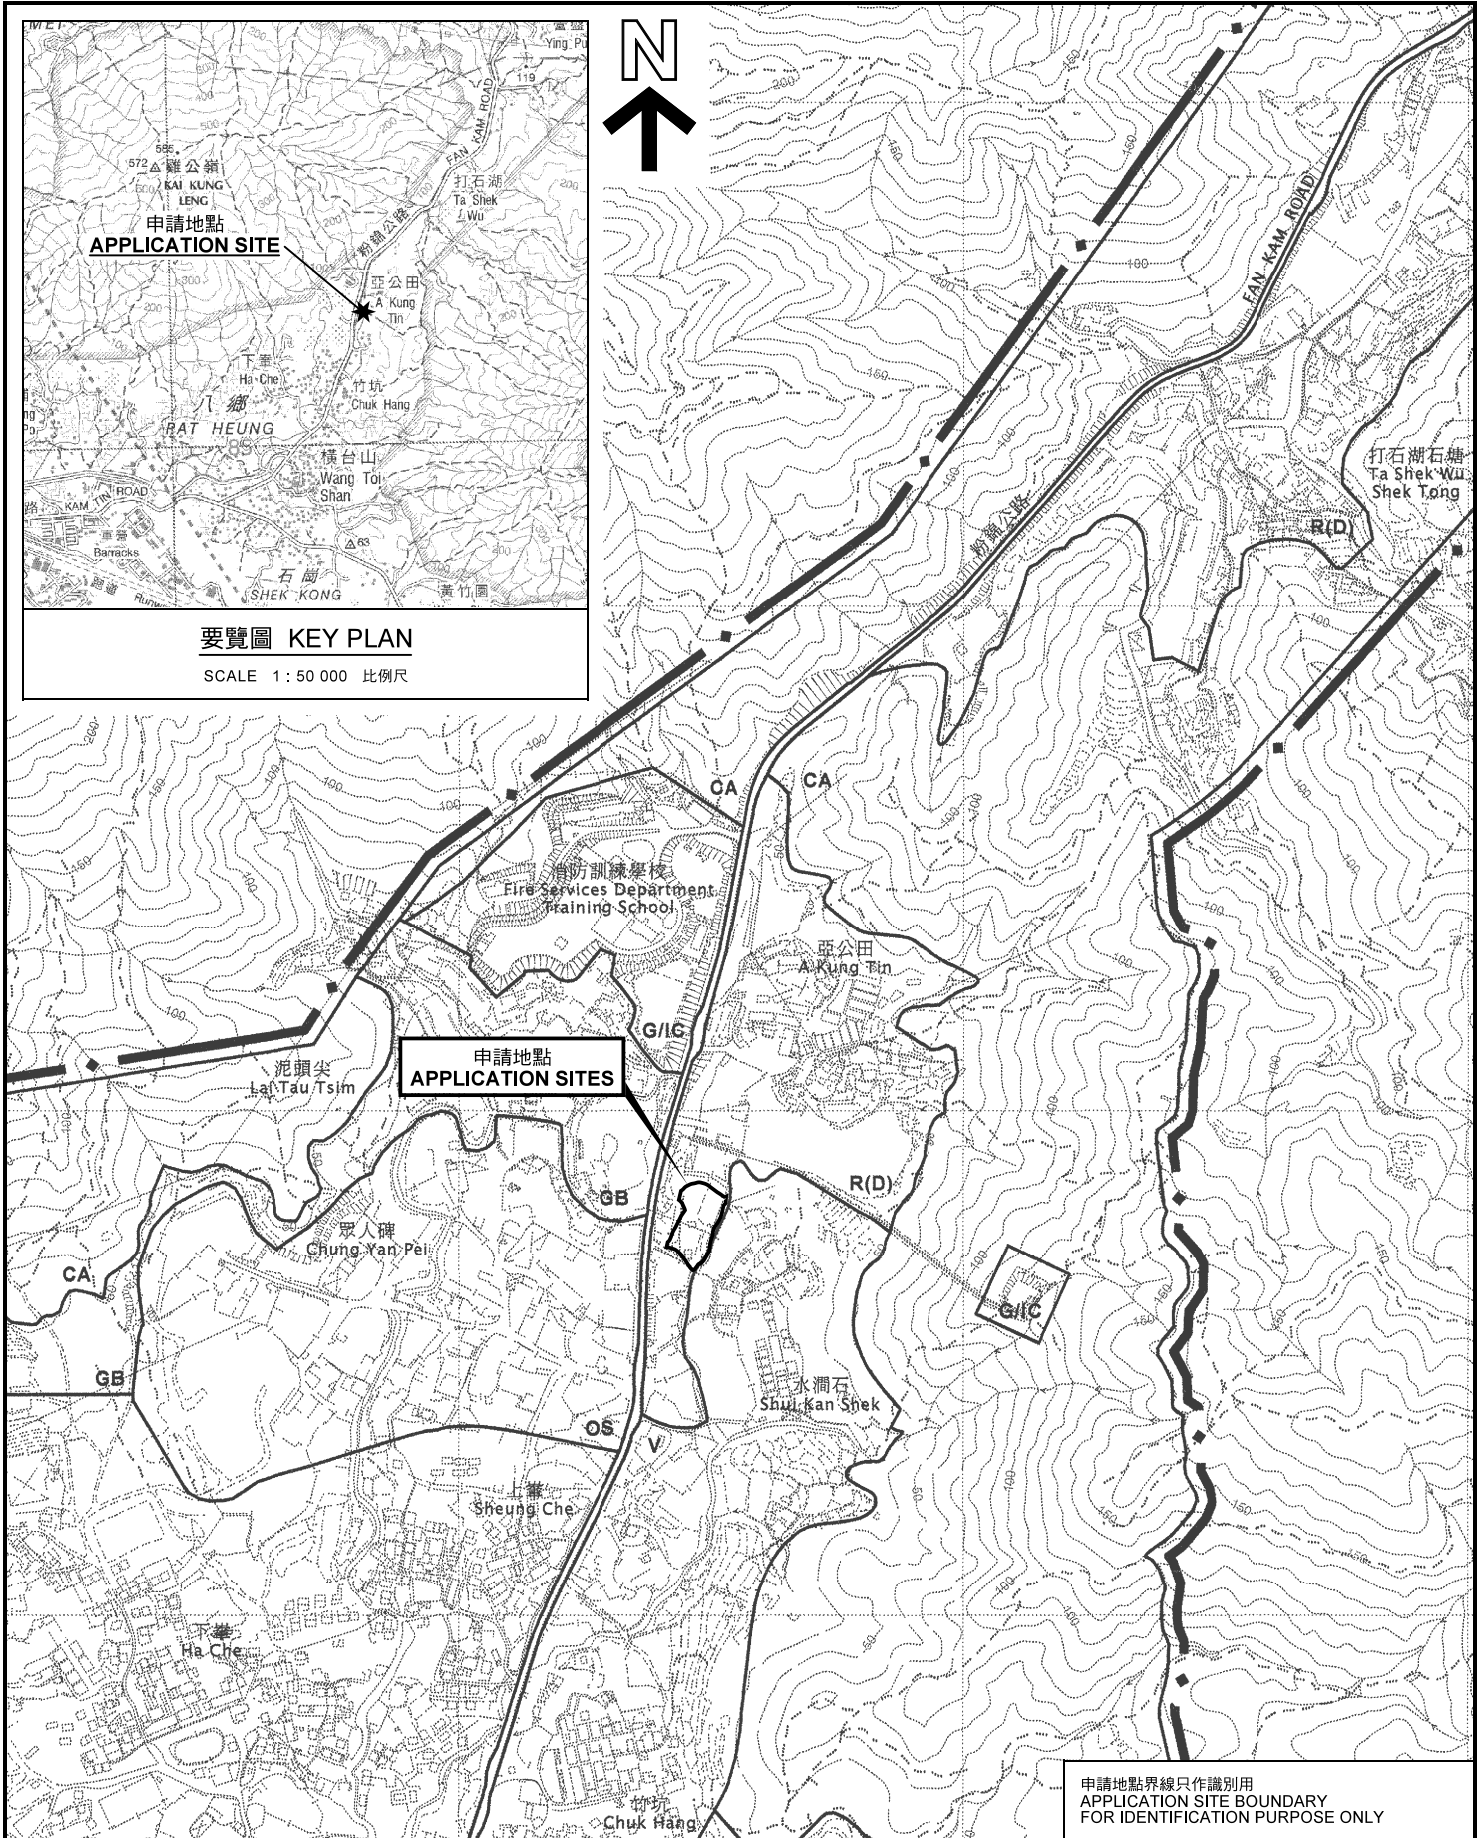 N
Ying Pu
119
FAN KAM ROAD
565
572
雞公嶺
KAI KUNG
LENG
打石湖
Ta Shek
Wu
申請地點
APPLICATION SITE
粉錦公路
亞公田
A Kung
Tin
下輋
Ha Che
竹坑
Chuk Hang
八鄉
PAT HEUNG
橫台山
Wang Toi
Shan
KAM TIN ROAD
軍營
Barracks
63
石崗
SHEK KONG
黃竹園
要覽圖 KEY PLAN
SCALE 1 : 50 000 比例尺
FAN KAM ROAD
粉錦公路
打石湖石塘
Ta Shek Wu
Shek Tong
R(D)
CA
CA
消防訓練學校
Fire Services Department
Training School
亞公田
A Kung Tin
G/IC
申請地點
APPLICATION SITES
泥頭尖
Lai Tau Tsim
GB
R(D)
眾人碑
Chung Yan Pei
CA
G/IC
GB
水澗石
Shui Kan Shek
OS
V
上輋
Sheung Che
下輋
Ha Che
竹坑
Chuk Hang
申請地點界線只作識別用
APPLICATION SITE BOUNDARY
FOR IDENTIFICATION PURPOSE ONLY